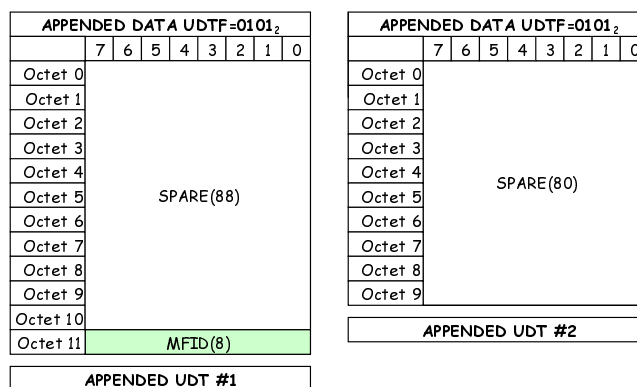 APPENDED DATA UDTF=0101₂
7 6 5 4 3 2 1 0
Octet 0
Octet 1
Octet 2
Octet 3
Octet 4
Octet 5
Octet 6
Octet 7
Octet 8
Octet 9
Octet 10
Octet 11
SPARE(88)
MFID(8)
APPENDED UDT #1
APPENDED DATA UDTF=0101₂
7 6 5 4 3 2 1 0
Octet 0
Octet 1
Octet 2
Octet 3
Octet 4
Octet 5
Octet 6
Octet 7
Octet 8
Octet 9
SPARE(80)
APPENDED UDT #2